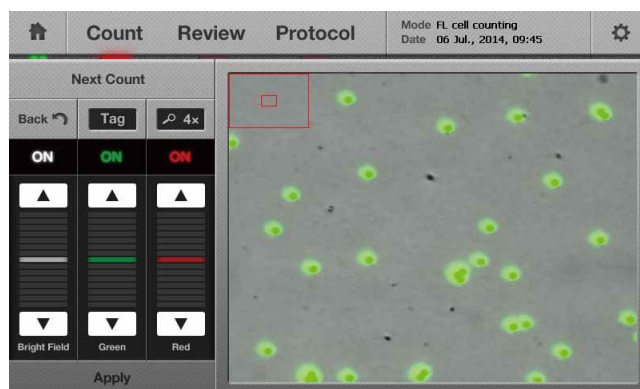 Count Review Protocol
Mode FL cell counting
Date 06 Jul., 2014, 09:45
Next Count
Back Tag 4×
ON ON ON
Bright Field Green Red
Apply